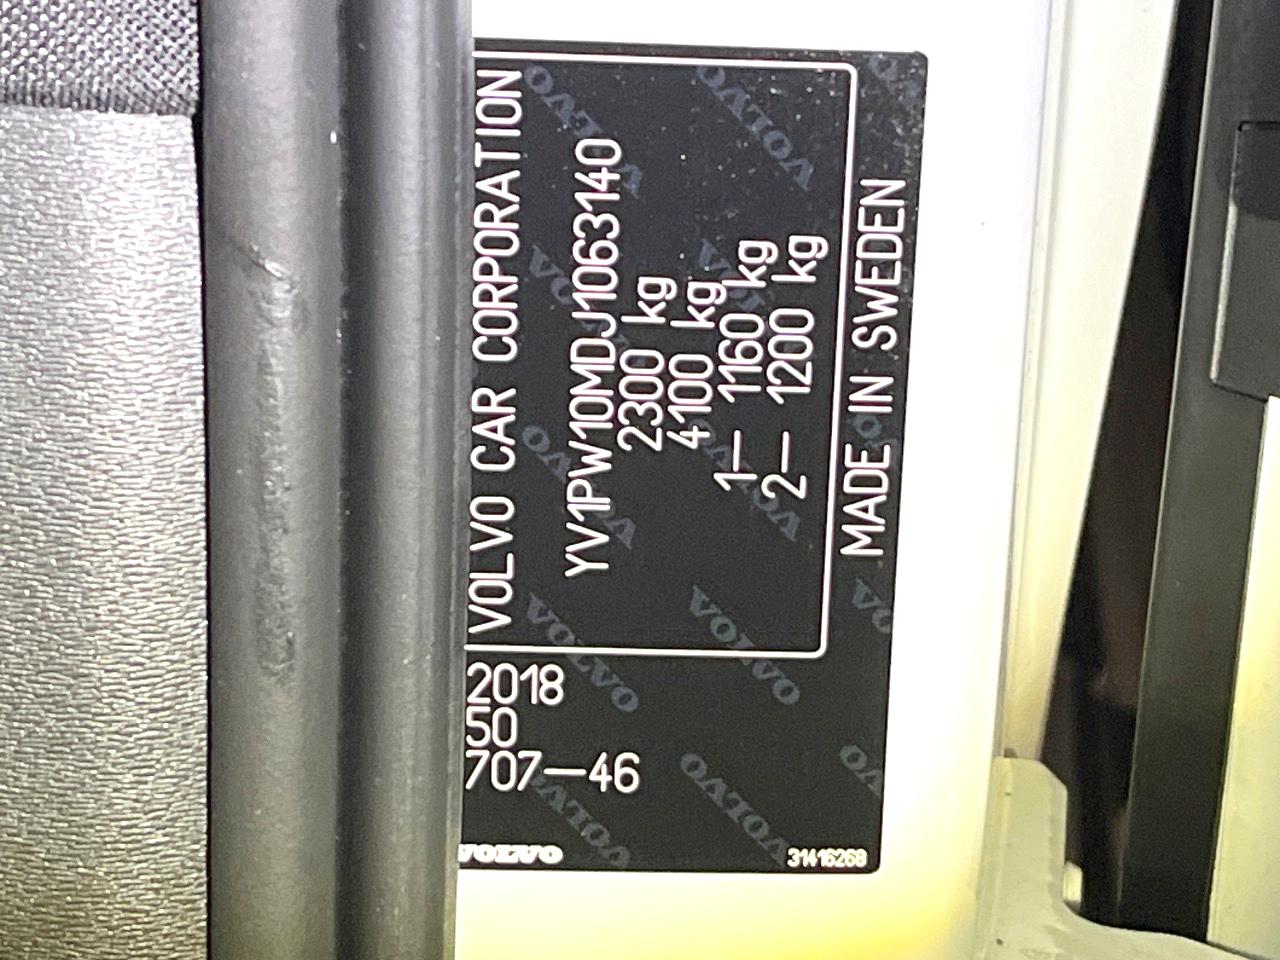 VOLVO CAR CORPORATION
YV1PW10MDJ1063140
2300 kg
4100 kg
1— 1160 kg
2— 1200 kg
MADE IN SWEDEN
2018
50
707—46
VOLVO
31416268